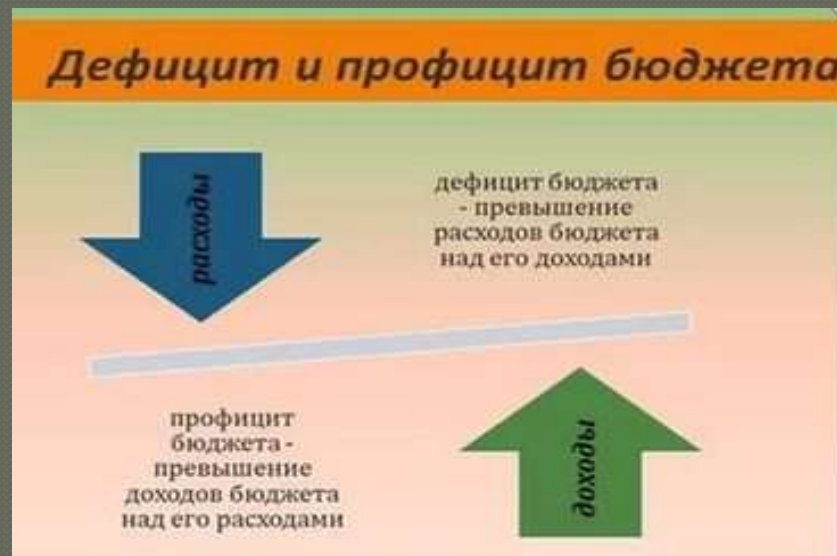 Дефицит и профицит бюджета
расходы
дефицит бюджета
- превышение
расходов бюджета
над его доходами
профицит
бюджета -
превышение
доходов бюджета
над его расходами
доходы